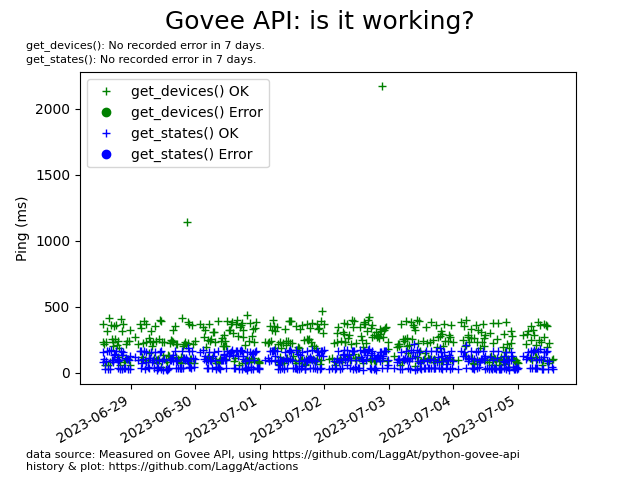 Govee API: is it working?
get_devices(): No recorded error in 7 days.
get_states(): No recorded error in 7 days.
get_devices() OK
get_devices() Error
get_states() OK
get_states() Error
Ping (ms)
2000
1500
1000
500
0
2023-06-29
2023-06-30
2023-07-01
2023-07-02
2023-07-03
2023-07-04
2023-07-05
data source: Measured on Govee API, using https://github.com/LaggAt/python-govee-api
history & plot: https://github.com/LaggAt/actions